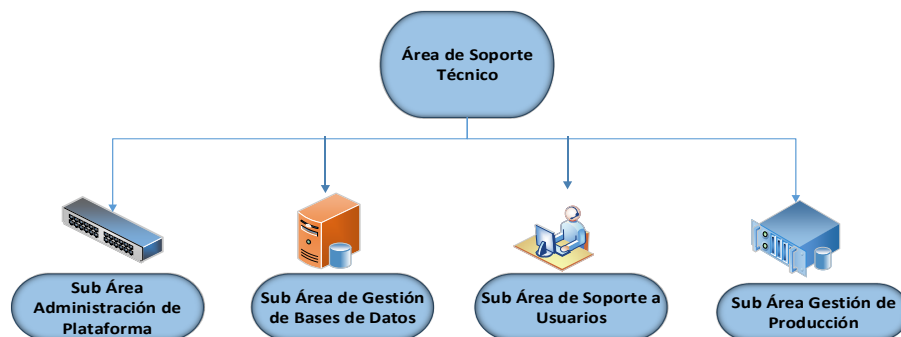 Área de Soporte
Técnico
Sub Área
Administración de
Plataforma
Sub Área de Gestión
de Bases de Datos
Sub Área de Soporte a
Usuarios
Sub Área Gestión de
Producción